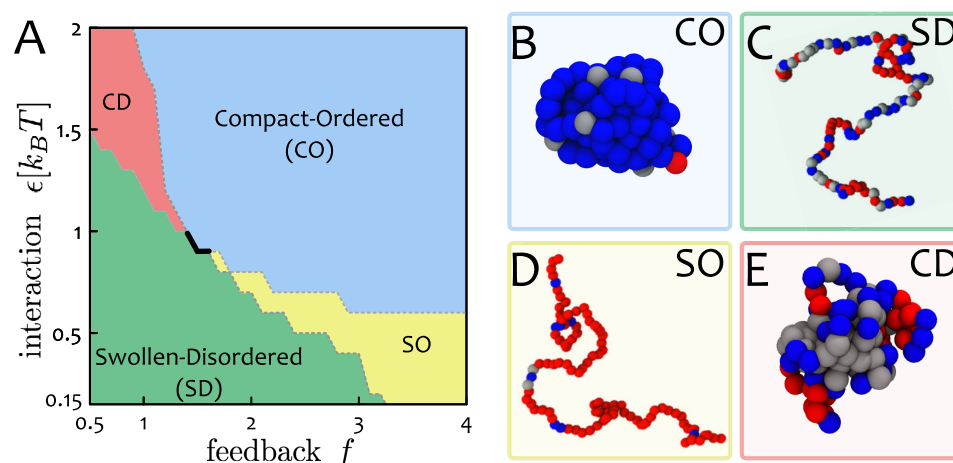 A
2
1.5
1
0.5
0.15
interaction ϵ[k_BT]
CD
Compact-Ordered
(CO)
Swollen-Disordered
(SD)
SO
0.5
1
2
3
4
feedback f
B
CO
C
SD
D
SO
E
CD